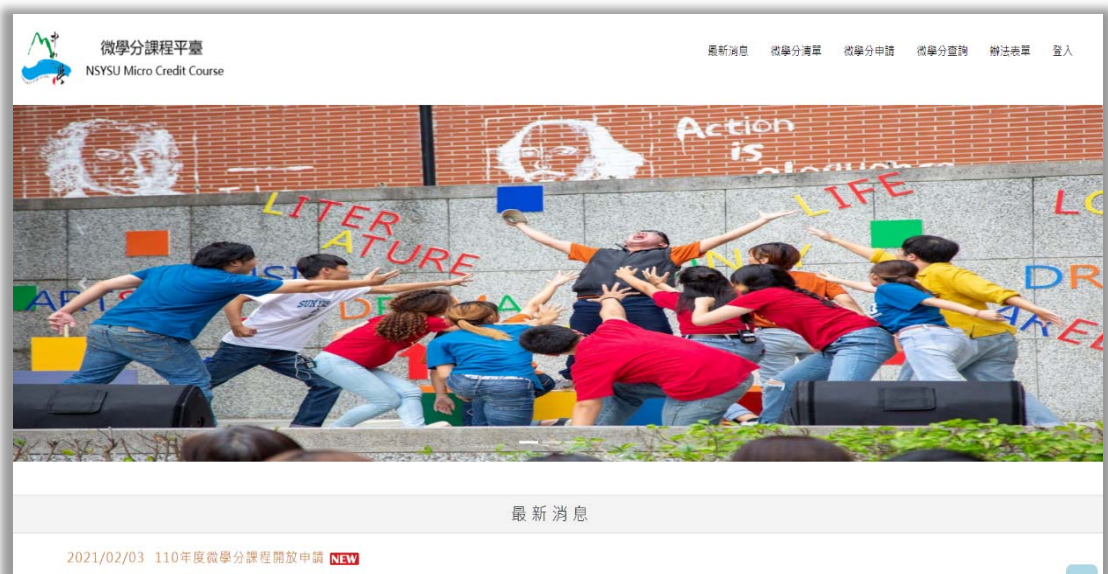 微學分課程平臺
NSYSU Micro Credit Course
最新消息 微學分清單 微學分申請 微學分查詢 辦法表單 登入
Action
is
LITER
ATURE
LIFE
DR
ARTS
最新消息
2021/02/03 110年度微學分課程開放申請 NEW